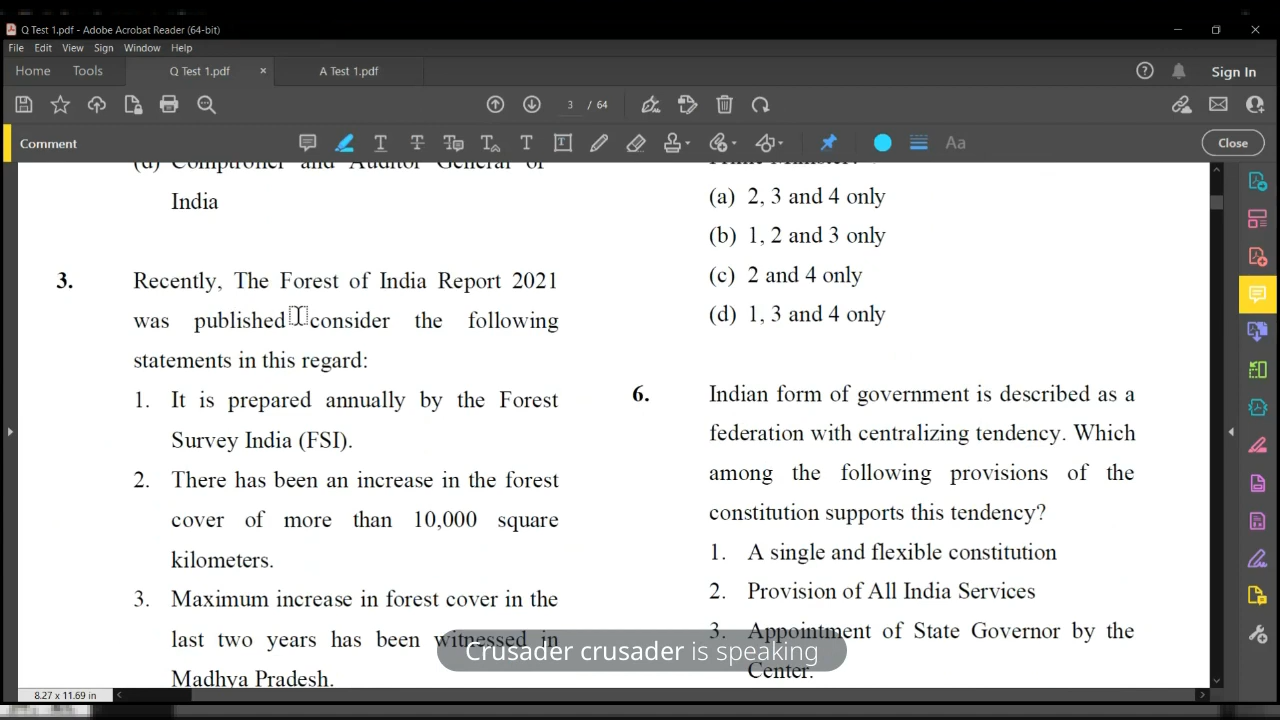 Q Test 1.pdf - Adobe Acrobat Reader (64-bit)
File Edit View Sign Window Help
Home Tools Q Test 1.pdf × A Test 1.pdf Sign In
3 / 64
Comment Aa Close
(d) Comptroller and Auditor General of
India
3. Recently, The Forest of India Report 2021
was published consider the following
statements in this regard:
1. It is prepared annually by the Forest
Survey India (FSI).
2. There has been an increase in the forest
cover of more than 10,000 square
kilometers.
3. Maximum increase in forest cover in the
last two years has been witnessed in
Madhya Pradesh.
Prime Minister?
(a) 2, 3 and 4 only
(b) 1, 2 and 3 only
(c) 2 and 4 only
(d) 1, 3 and 4 only
6. Indian form of government is described as a
federation with centralizing tendency. Which
among the following provisions of the
constitution supports this tendency?
1. A single and flexible constitution
2. Provision of All India Services
3. Appointment of State Governor by the
Center.
Crusader crusader is speaking
8.27 x 11.69 in